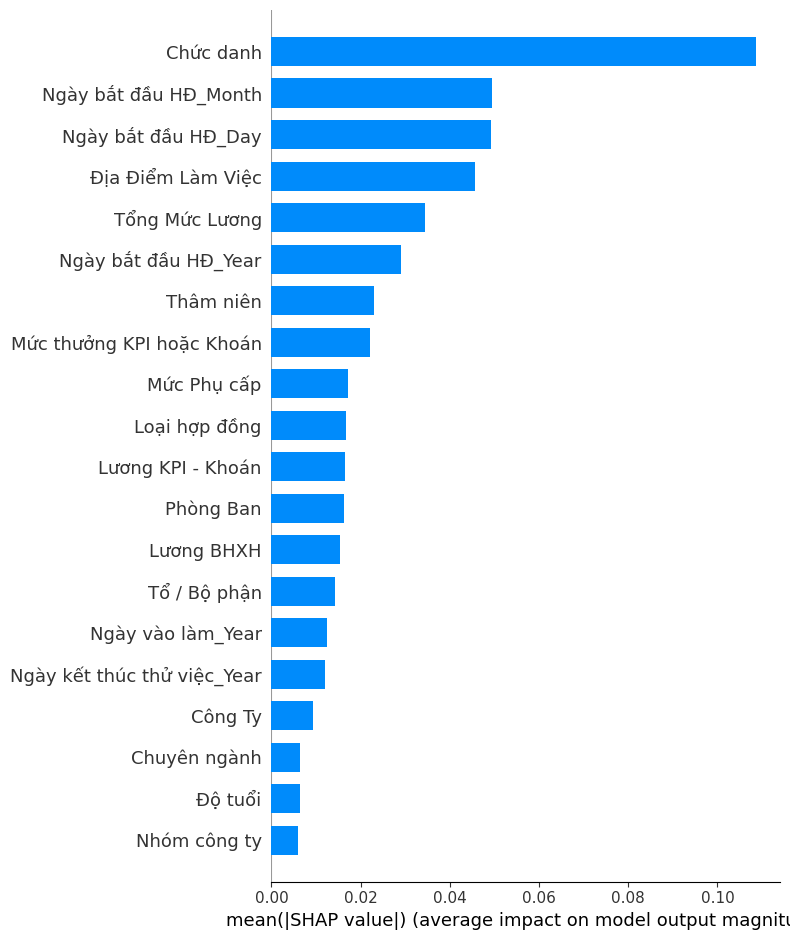 Chức danh
Ngày bắt đầu HĐ_Month
Ngày bắt đầu HĐ_Day
Địa Điểm Làm Việc
Tổng Mức Lương
Ngày bắt đầu HĐ_Year
Thâm niên
Mức thưởng KPI hoặc Khoán
Mức Phụ cấp
Loại hợp đồng
Lương KPI - Khoán
Phòng Ban
Lương BHXH
Tổ / Bộ phận
Ngày vào làm_Year
Ngày kết thúc thử việc_Year
Công Ty
Chuyên ngành
Độ tuổi
Nhóm công ty
0.00 0.02 0.04 0.06 0.08 0.10
mean(|SHAP value|) (average impact on model output magnitu